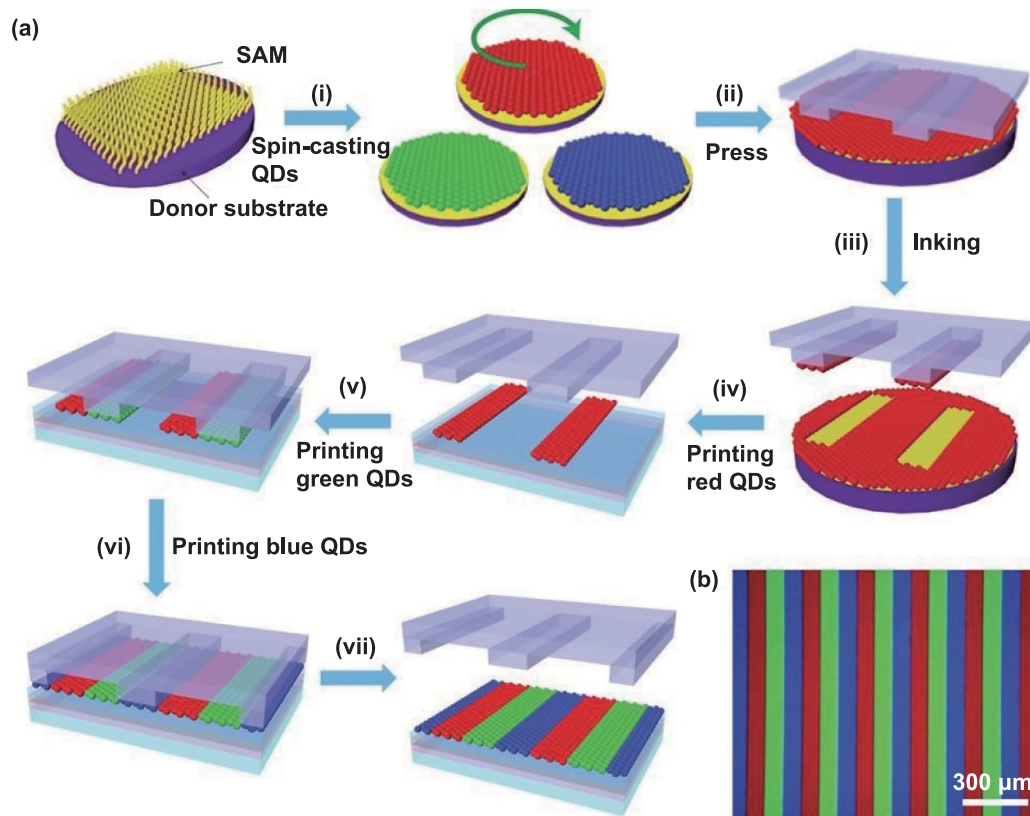 (a)
SAM
(i)
Spin-casting
QDs
Donor substrate
(ii)
Press
(iii)
Inking
(iv)
Printing
red QDs
(v)
Printing
green QDs
(vi)
Printing blue QDs
(vii)
(b)
300 µm